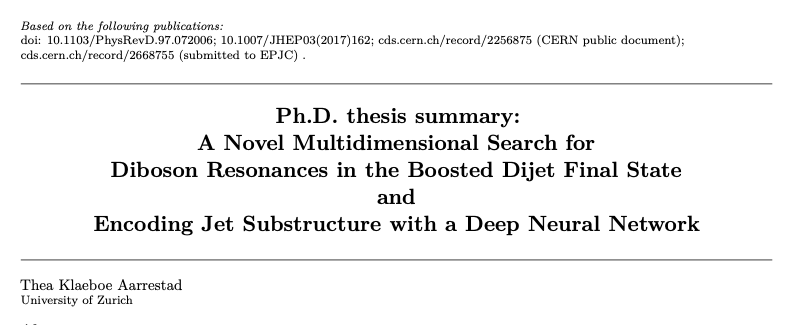 Based on the following publications:
doi: 10.1103/PhysRevD.97.072006; 10.1007/JHEP03(2017)162; cds.cern.ch/record/2256875 (CERN public document);
cds.cern.ch/record/2668755 (submitted to EPJC) .
Ph.D. thesis summary:
A Novel Multidimensional Search for
Diboson Resonances in the Boosted Dijet Final State
and
Encoding Jet Substructure with a Deep Neural Network
Thea Klaeboe Aarrestad
University of Zurich